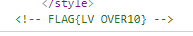 </style>
<!-- FLAG{LV OVER10} -->